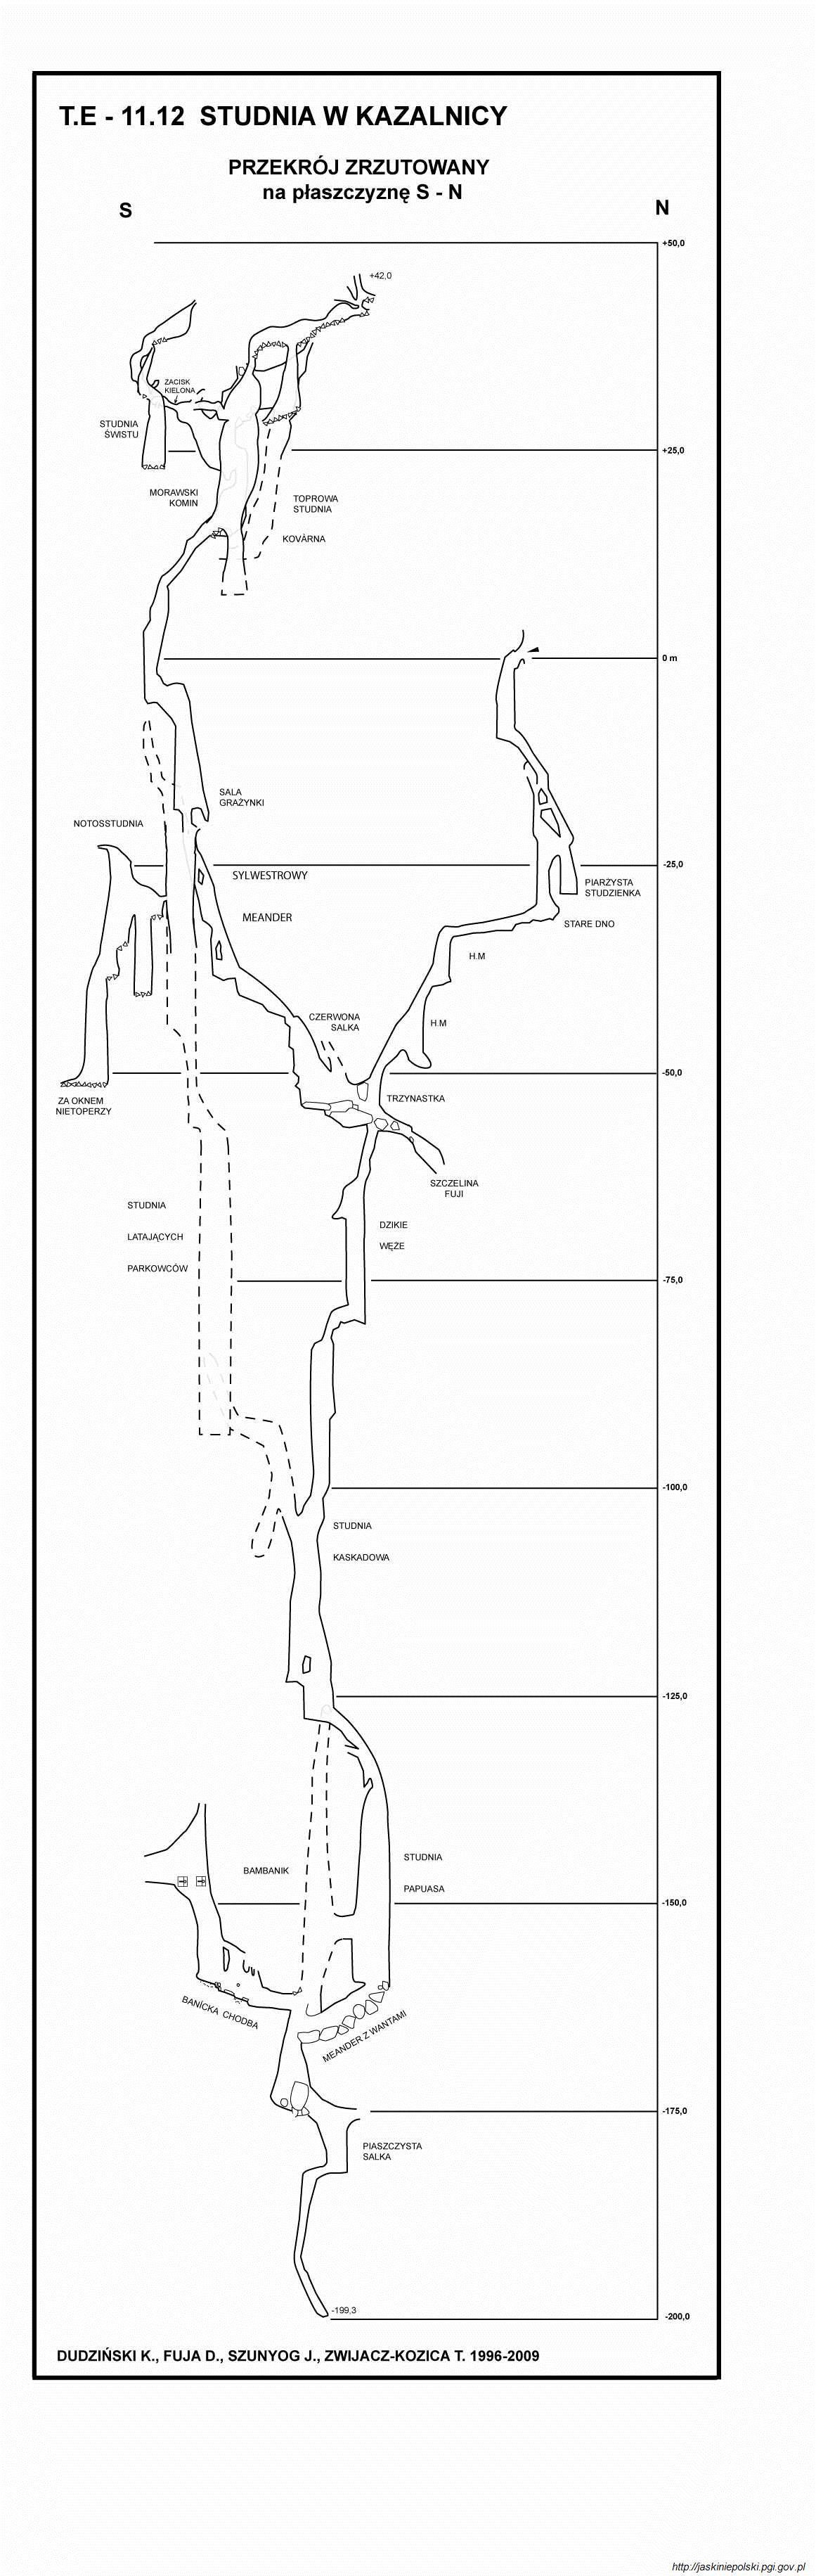 T.E - 11.12 STUDNIA W KAZALNICY
PRZEKRÓJ ZRZUTOWANY
na płaszczyznę S - N
S
N
+50,0
+42,0
ZACISK
KIELONA
STUDNIA
ŚWISTU
+25,0
MORAWSKI
KOMIN
TOPROWA
STUDNIA
KOVÁRNA
0 m
SALA
GRAŻYNKI
NOTOSSTUDNIA
-25,0
SYLWESTROWY
PIARŻYSTA
STUDZIENKA
MEANDER
STARE DNO
H.M
CZERWONA
SALKA
H.M
-50,0
ZA OKNEM
NIETOPERZY
TRZYNASTKA
SZCZELINA
FUJI
STUDNIA
LATAJĄCYCH
PARKOWCÓW
DZIKIE
WĘŻE
-75,0
-100,0
STUDNIA
KASKADOWA
-125,0
STUDNIA
PAPUASA
BAMBANIK
-150,0
BANÍCKA CHODBA
MEANDER Z WANTAMI
-175,0
PIASZCZYSTA
SALKA
-199,3
-200,0
DUDZIŃSKI K., FUJA D., SZUNYOG J., ZWIJACZ-KOZICA T. 1996-2009
http://jaskiniepolski.pgi.gov.pl